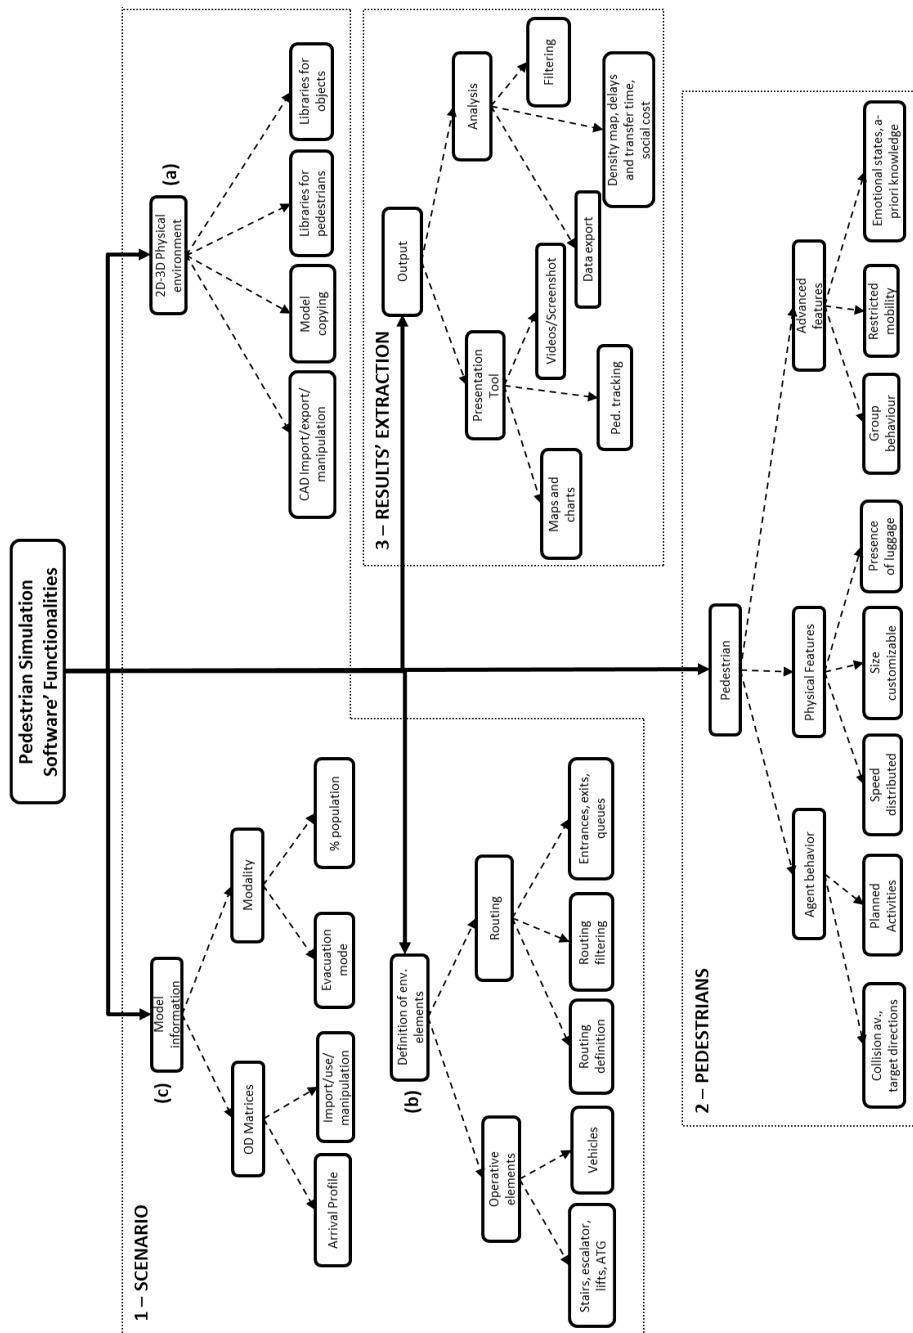 Pedestrian Simulation
Software' Functionalities
1 – SCENARIO
(c)
Model
information
OD Matrices
Modality
Arrival Profile
Import/use/
manipulation
Evacuation
mode
% population
2D-3D Physical
environment
(a)
CAD Import/export/
manipulation
Model
copying
Libraries for
pedestrians
Libraries for
objects
(b)
Definition of env.
elements
Operative
elements
Routing
Stairs, escalator,
lifts, ATG
Vehicles
Routing
definition
Routing
filtering
Entrances, exits,
queues
3 – RESULTS' EXTRACTION
Output
Presentation
Tool
Analysis
Maps and
charts
Ped. tracking
Videos/Screenshot
Data export
Density map, delays
and transfer time,
social cost
Filtering
2 – PEDESTRIANS
Pedestrian
Agent behavior
Physical Features
Advanced
features
Collision av.,
target directions
Planned
Activities
Speed
distributed
Size
customizable
Presence
of luggage
Group
behaviour
Restricted
mobility
Emotional states, a-
priori knowledge